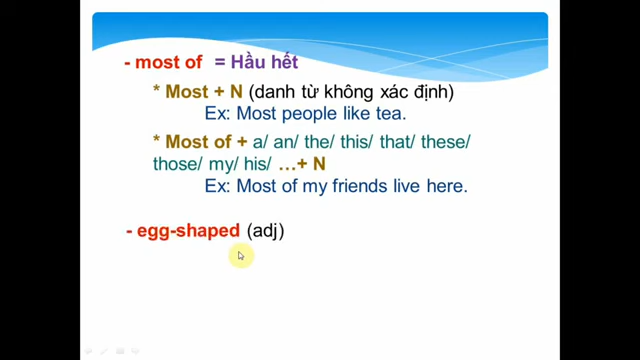 - most of = Hầu hết
* Most + N (danh từ không xác định)
Ex: Most people like tea.
* Most of + a/ an/ the/ this/ that/ these/
those/ my/ his/ …+ N
Ex: Most of my friends live here.
- egg-shaped (adj)